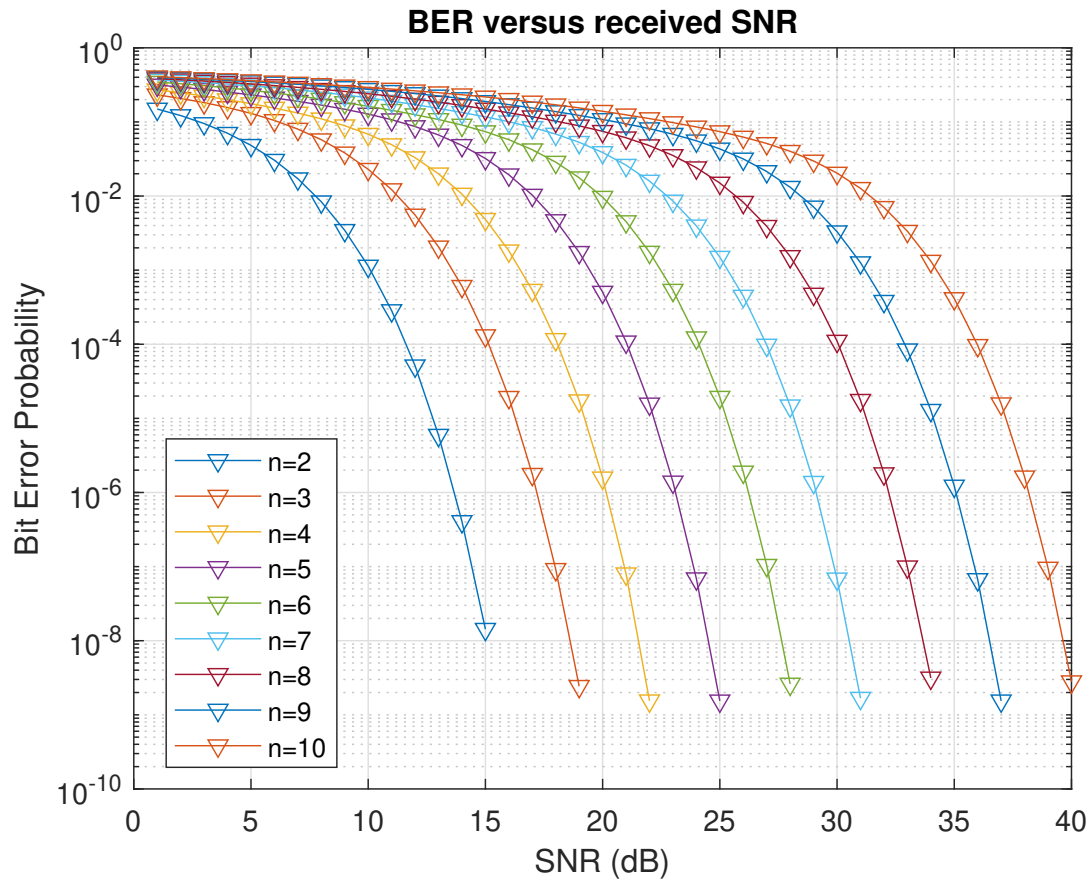 BER versus received SNR
Bit Error Probability
10^0
10^-2
10^-4
10^-6
10^-8
10^-10
n=2
n=3
n=4
n=5
n=6
n=7
n=8
n=9
n=10
0 5 10 15 20 25 30 35 40
SNR (dB)